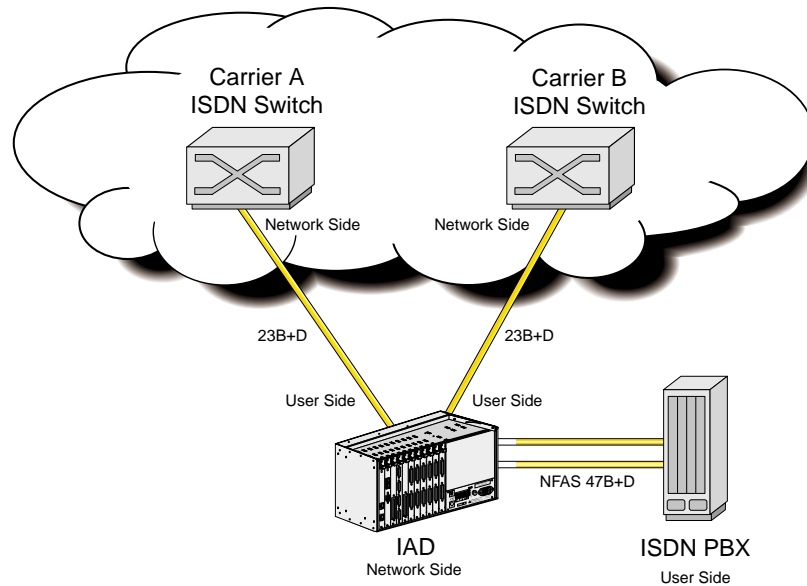 Carrier A
ISDN Switch
Carrier B
ISDN Switch
Network Side
Network Side
23B+D
23B+D
User Side
User Side
NFAS 47B+D
IAD
Network Side
ISDN PBX
User Side